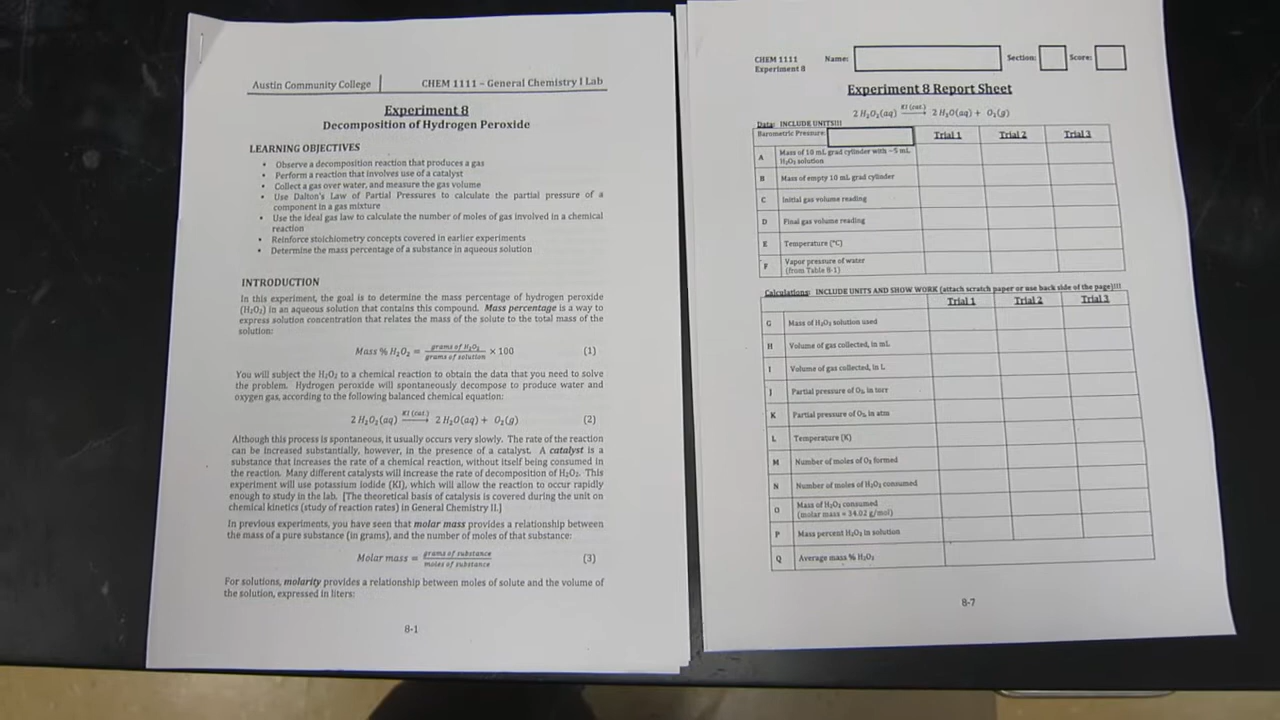 Austin Community College
CHEM 1111 – General Chemistry I Lab
Experiment 8
Decomposition of Hydrogen Peroxide
LEARNING OBJECTIVES
• Observe a decomposition reaction that produces a gas
• Perform a reaction that involves use of a catalyst
• Collect a gas over water, and measure the gas volume
• Use Dalton's Law of Partial Pressures to calculate the partial pressure of a
component in a gas mixture
• Use the ideal gas law to calculate the number of moles of gas involved in a chemical
reaction
• Reinforce stoichiometry concepts covered in earlier experiments
• Determine the mass percentage of a substance in aqueous solution
INTRODUCTION
In this experiment, the goal is to determine the mass percentage of hydrogen peroxide
(H₂O₂) in an aqueous solution that contains this compound. Mass percentage is a way to
express solution concentration that relates the mass of the solute to the total mass of the
solution:
Mass % H₂O₂ = grams of H₂O₂ / grams of solution × 100 (1)
You will subject the H₂O₂ to a chemical reaction to obtain the data that you need to solve
the problem. Hydrogen peroxide will spontaneously decompose to produce water and
oxygen gas, according to the following balanced chemical equation:
2 H₂O₂(aq) KI (cat.) → 2 H₂O(aq) + O₂(g) (2)
Although this process is spontaneous, it usually occurs very slowly. The rate of the reaction
can be increased substantially, however, in the presence of a catalyst. A catalyst is a
substance that increases the rate of a chemical reaction, without itself being consumed in
the reaction. Many different catalysts will increase the rate of decomposition of H₂O₂. This
experiment will use potassium iodide (KI), which will allow the reaction to occur rapidly
enough to study in the lab. [The theoretical basis of catalysis is covered during the unit on
chemical kinetics (study of reaction rates) in General Chemistry II.]
In previous experiments, you have seen that molar mass provides a relationship between
the mass of a pure substance (in grams), and the number of moles of that substance:
Molar mass = grams of substance / moles of substance (3)
For solutions, molarity provides a relationship between moles of solute and the volume of
the solution, expressed in liters:
8-1
CHEM 1111 Name: Section: Score:
Experiment 8
Experiment 8 Report Sheet
2 H₂O₂(aq) KI (cat.) → 2 H₂O(aq) + O₂(g)
Data: INCLUDE UNITS!!!
Barometric Pressure: Trial 1 Trial 2 Trial 3
A Mass of 10 mL grad cylinder with ~5 mL
H₂O₂ solution
B Mass of empty 10 mL grad cylinder
C Initial gas volume reading
D Final gas volume reading
E Temperature (°C)
F Vapor pressure of water
(from Table 8-1)
Calculations: INCLUDE UNITS AND SHOW WORK (attach scratch paper or use back side of the page)!!!
Trial 1 Trial 2 Trial 3
G Mass of H₂O₂ solution used
H Volume of gas collected, in mL
I Volume of gas collected, in L
J Partial pressure of O₂, in torr
K Partial pressure of O₂, in atm
L Temperature (K)
M Number of moles of O₂ formed
N Number of moles of H₂O₂ consumed
O Mass of H₂O₂ consumed
(molar mass = 34.02 g/mol)
P Mass percent H₂O₂ in solution
Q Average mass % H₂O₂
8-7